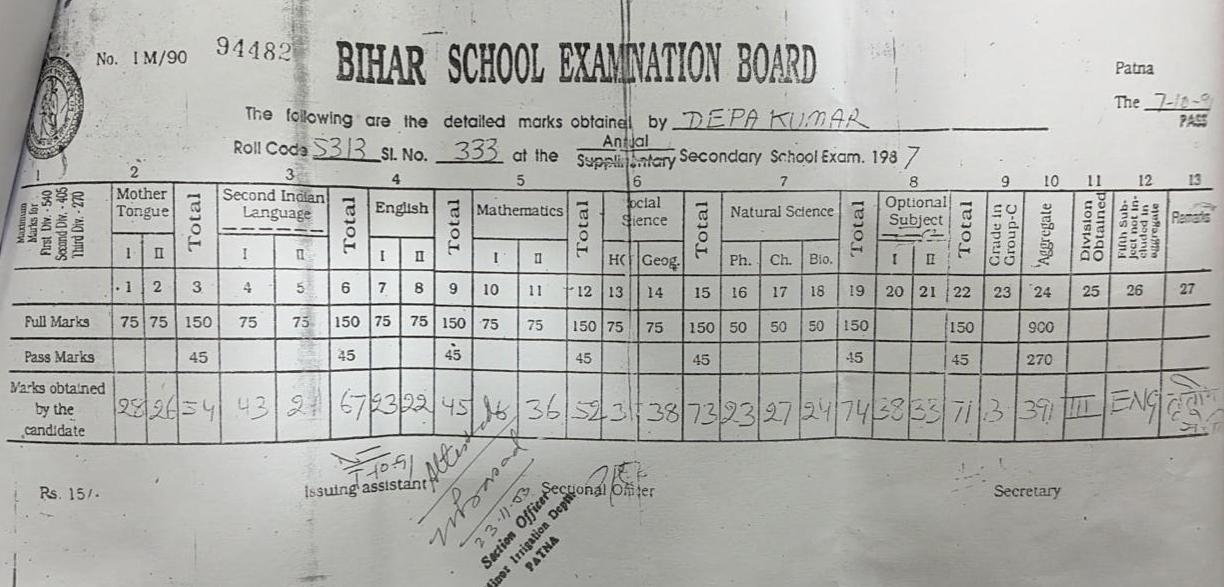 No. 1M/90 94482 BIHAR SCHOOL EXAMINATION BOARD
Patna
The 7-10-9
PASS
The following are the detailed marks obtained by DEPA KUMAR
Roll Code 5313 Sl. No. 333 at the Annual Supplimentary Secondary School Exam. 1987
1 2 3 4 5 6 7 8 9 10 11 12 13
Maximum Marks for First Div. - 540 Second Div. - 405 Third Div. - 270 Mother Tongue Total Second Indian Language Total English Total Mathematics Total ocial Science Total Natural Science Total Optional Subject Total Grade in Group-C Aggregate Division Obtained Fifth Subject not included in aggregate Remarks
I II I II I II I II Geog. Ph. Ch. Bio. I II
1 2 3 4 5 6 7 8 9 10 11 12 13 14 15 16 17 18 19 20 21 22 23 24 25 26 27
Full Marks 75 75 150 75 75 150 75 75 150 75 75 150 75 75 150 50 50 50 150 150 900
Pass Marks 45 45 45 45 45 45 45 270
Marks obtained by the candidate 28 26 54 43 2 67 23 22 45 36 52 3 38 73 23 27 24 74 38 33 71 3 391 III ENG
Rs. 15/-
Issuing assistant Attested
Sectional Officer
Secretary
23-11-03
Section Officer
Minor Irrigation Deptt.
PATNA